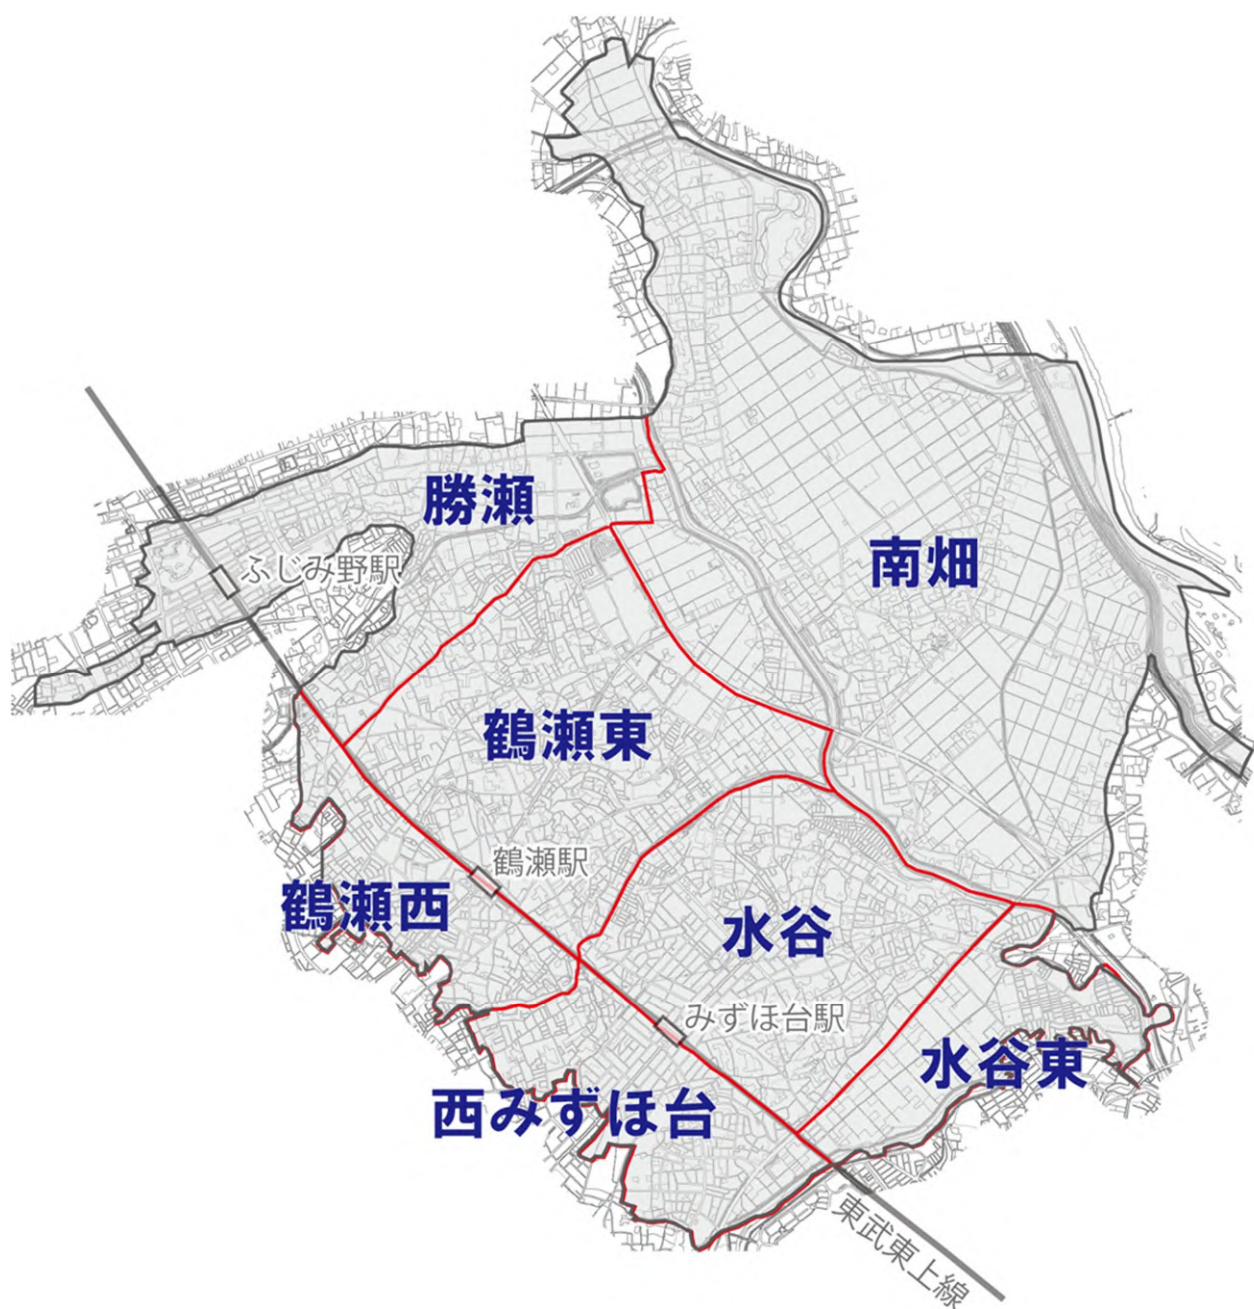 勝瀬
南畑
ふじみ野駅
鶴瀬東
鶴瀬駅
鶴瀬西
水谷
みずほ台駅
水谷東
西みずほ台
東武東上線